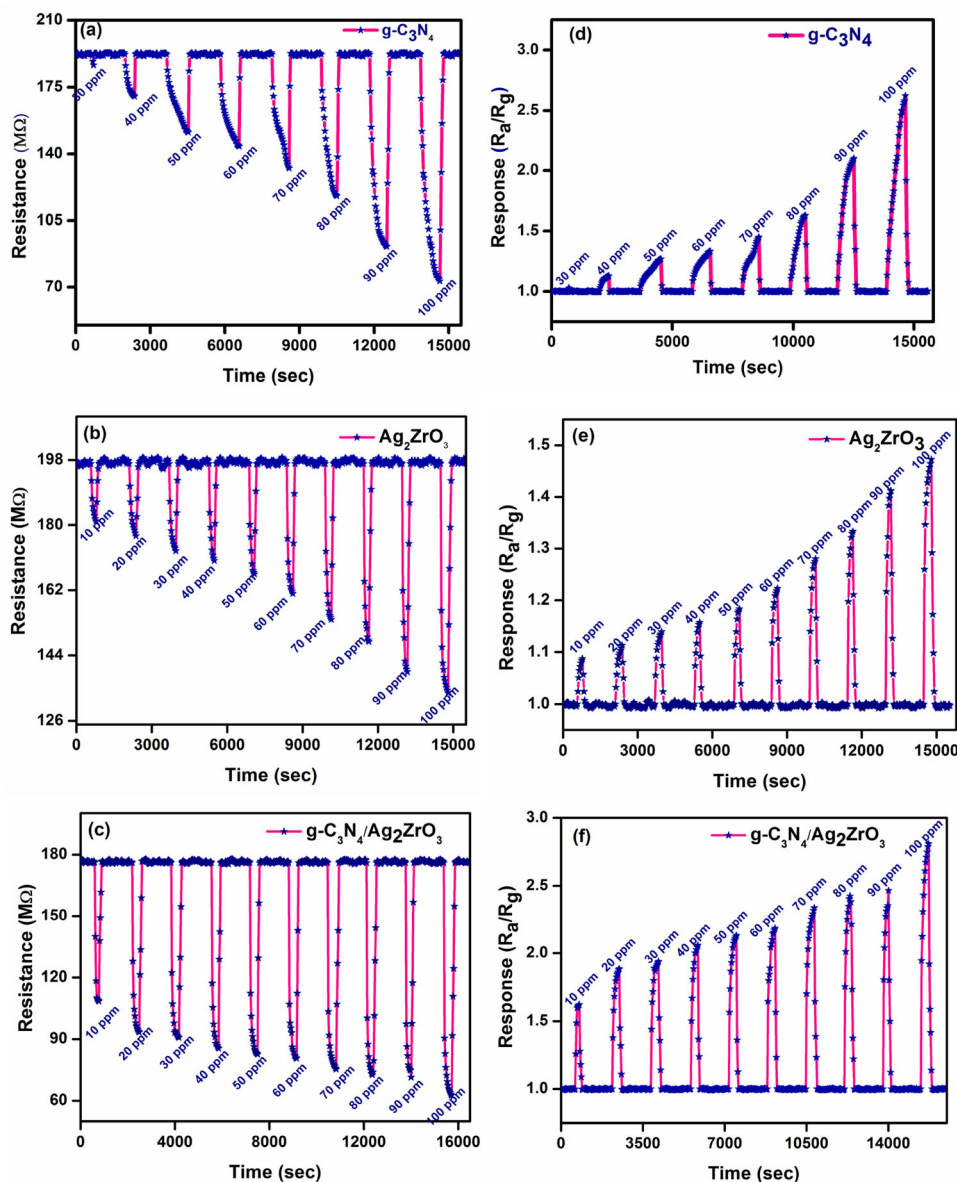 (a)
g-C₃N₄
210
175
140
105
70
Resistance (MΩ)
30 ppm
40 ppm
50 ppm
60 ppm
70 ppm
80 ppm
90 ppm
100 ppm
0 3000 6000 9000 12000 15000
Time (sec)
(d)
g-C₃N₄
3.0
2.5
2.0
1.5
1.0
Response (Rₐ/R_g)
30 ppm
40 ppm
50 ppm
60 ppm
70 ppm
80 ppm
90 ppm
100 ppm
0 5000 10000 15000
Time (sec)
(b)
Ag₂ZrO₃
198
180
162
144
126
Resistance (MΩ)
10 ppm
20 ppm
30 ppm
40 ppm
50 ppm
60 ppm
70 ppm
80 ppm
90 ppm
100 ppm
0 3000 6000 9000 12000 15000
Time (sec)
(e)
Ag₂ZrO₃
1.5
1.4
1.3
1.2
1.1
1.0
Response (Rₐ/R_g)
10 ppm
20 ppm
30 ppm
40 ppm
50 ppm
60 ppm
70 ppm
80 ppm
90 ppm
100 ppm
0 3000 6000 9000 12000 15000
Time (sec)
(c)
g-C₃N₄/Ag₂ZrO₃
180
150
120
90
60
Resistance (MΩ)
10 ppm
20 ppm
30 ppm
40 ppm
50 ppm
60 ppm
70 ppm
80 ppm
90 ppm
100 ppm
0 4000 8000 12000 16000
Time (sec)
(f)
g-C₃N₄/Ag₂ZrO₃
3.0
2.5
2.0
1.5
1.0
Response (Rₐ/R_g)
10 ppm
20 ppm
30 ppm
40 ppm
50 ppm
60 ppm
70 ppm
80 ppm
90 ppm
100 ppm
0 3500 7000 10500 14000
Time (sec)